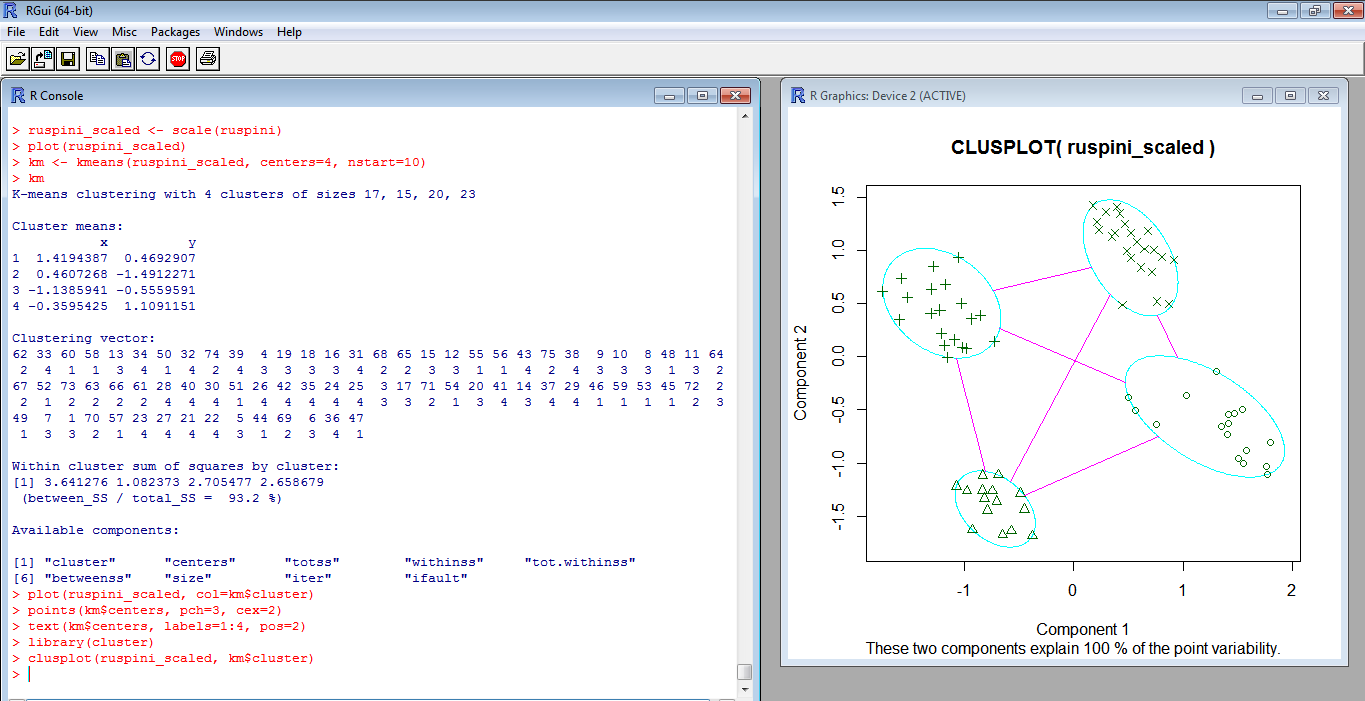 RGui (64-bit)
File Edit View Misc Packages Windows Help
STOP
R Console
> ruspini_scaled <- scale(ruspini)
> plot(ruspini_scaled)
> km <- kmeans(ruspini_scaled, centers=4, nstart=10)
> km
K-means clustering with 4 clusters of sizes 17, 15, 20, 23
Cluster means:
x y
1 1.4194387 0.4692907
2 0.4607268 -1.4912271
3 -1.1385941 -0.5559591
4 -0.3595425 1.1091151
Clustering vector:
62 33 60 58 13 34 50 32 74 39 4 19 18 16 31 68 65 15 12 55 56 43 75 38 9 10 8 48 11 64
2 4 1 1 3 4 1 4 2 4 3 3 3 3 4 2 2 3 3 1 1 4 2 4 3 3 3 1 3 2
67 52 73 63 66 61 28 40 30 51 26 42 35 24 25 3 17 71 54 20 41 14 37 29 46 59 53 45 72 6
2 1 2 2 2 2 4 4 4 1 4 4 4 4 4 3 3 2 1 3 4 3 4 4 1 1 1 1 2 3
49 7 1 70 57 23 27 21 22 5 44 69 6 36 47
1 3 3 2 1 4 4 4 4 3 1 2 3 4 1
Within cluster sum of squares by cluster:
[1] 3.641276 1.082373 2.705477 2.658679
(between_SS / total_SS = 93.2 %)
Available components:
[1] "cluster" "centers" "totss" "withinss" "tot.withinss"
[6] "betweenss" "size" "iter" "ifault"
> plot(ruspini_scaled, col=km$cluster)
> points(km$centers, pch=3, cex=2)
> text(km$centers, labels=1:4, pos=2)
> library(cluster)
> clusplot(ruspini_scaled, km$cluster)
>
R Graphics: Device 2 (ACTIVE)
CLUSPLOT( ruspini_scaled )
Component 2
1.5
1.0
0.5
0.0
-0.5
-1.0
-1.5
-1 0 1 2
Component 1
These two components explain 100 % of the point variability.